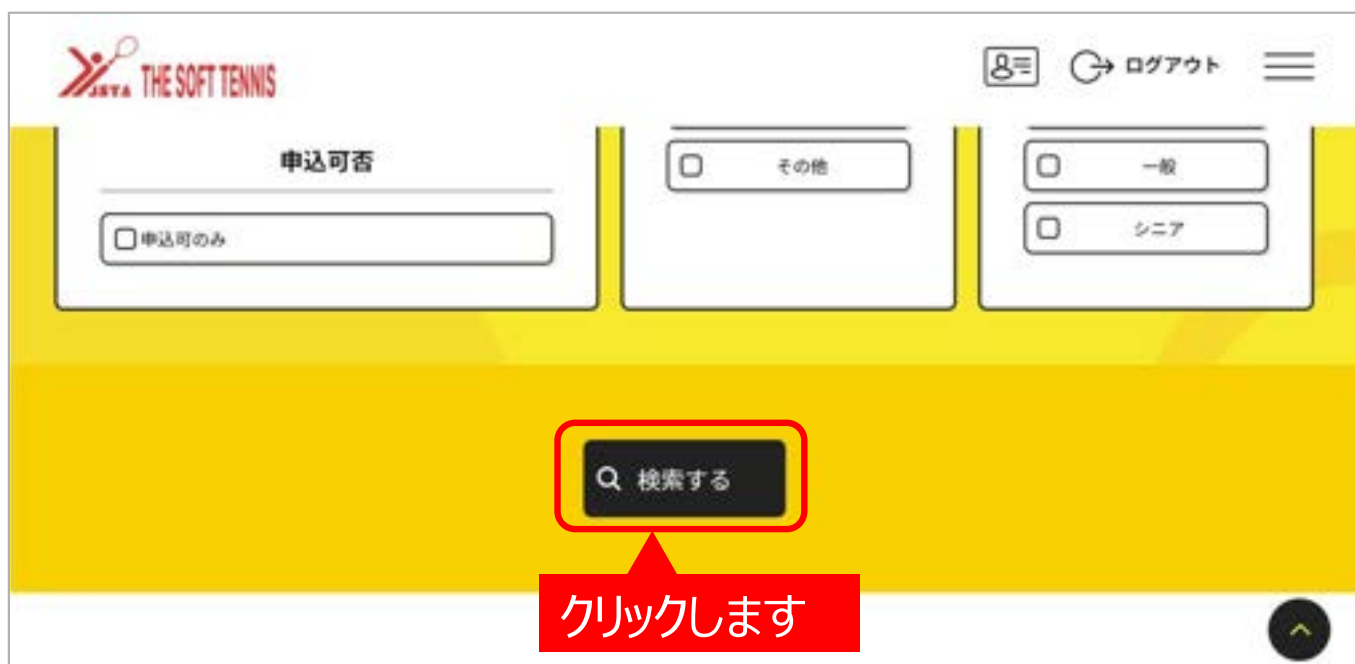 JSTA THE SOFT TENNIS
ログアウト
申込可否
申込可のみ
その他
一般
シニア
検索する
クリックします